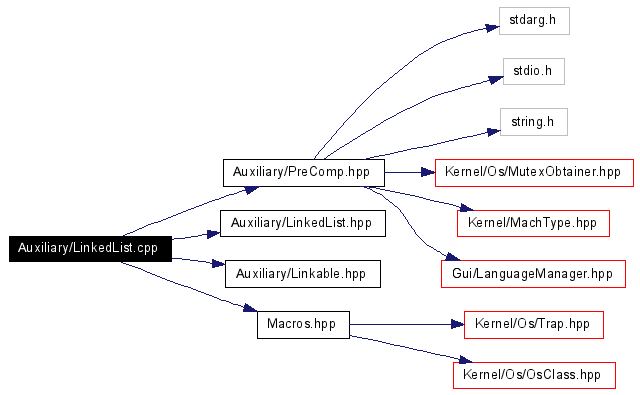 stdarg.h
stdio.h
string.h
Auxiliary/PreComp.hpp
Kernel/Os/MutexObtainer.hpp
Auxiliary/LinkedList.hpp
Kernel/MachType.hpp
Auxiliary/LinkedList.cpp
Auxiliary/Linkable.hpp
Gui/LanguageManager.hpp
Macros.hpp
Kernel/Os/Trap.hpp
Kernel/Os/OsClass.hpp